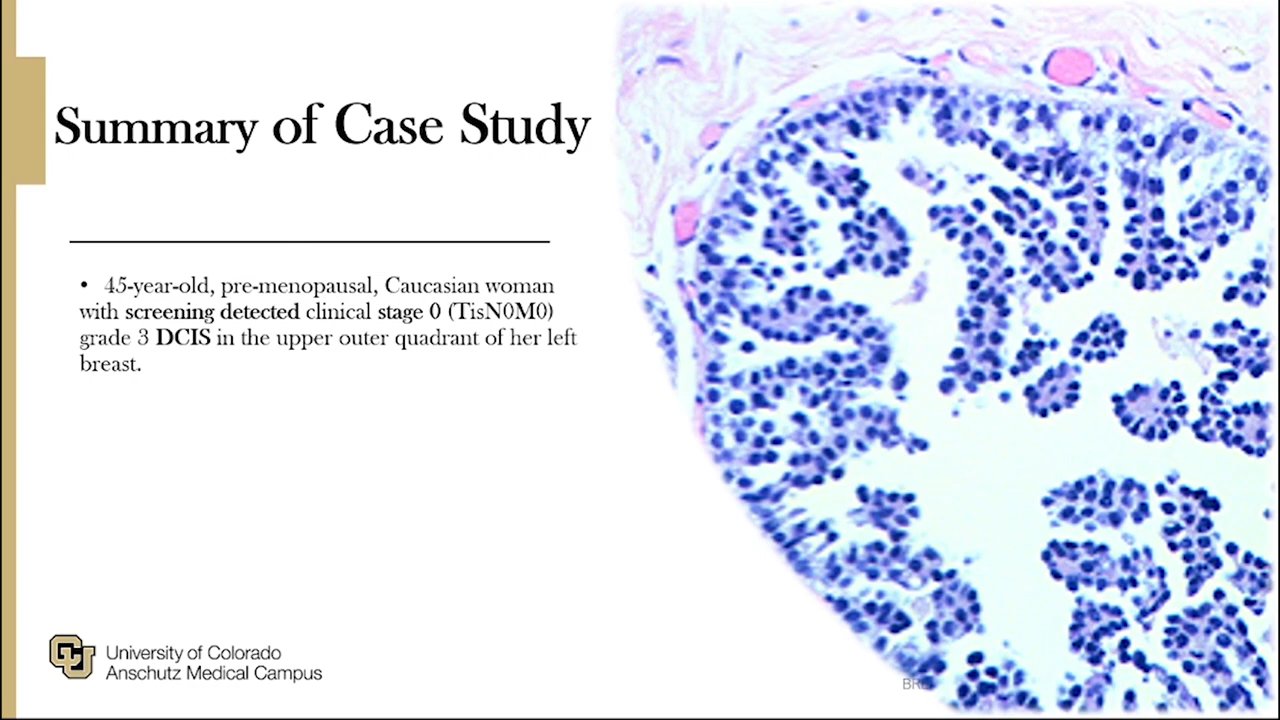 Summary of Case Study
• 45-year-old, pre-menopausal, Caucasian woman
with screening detected clinical stage 0 (TisN0M0)
grade 3 DCIS in the upper outer quadrant of her left
breast.
University of Colorado
Anschutz Medical Campus